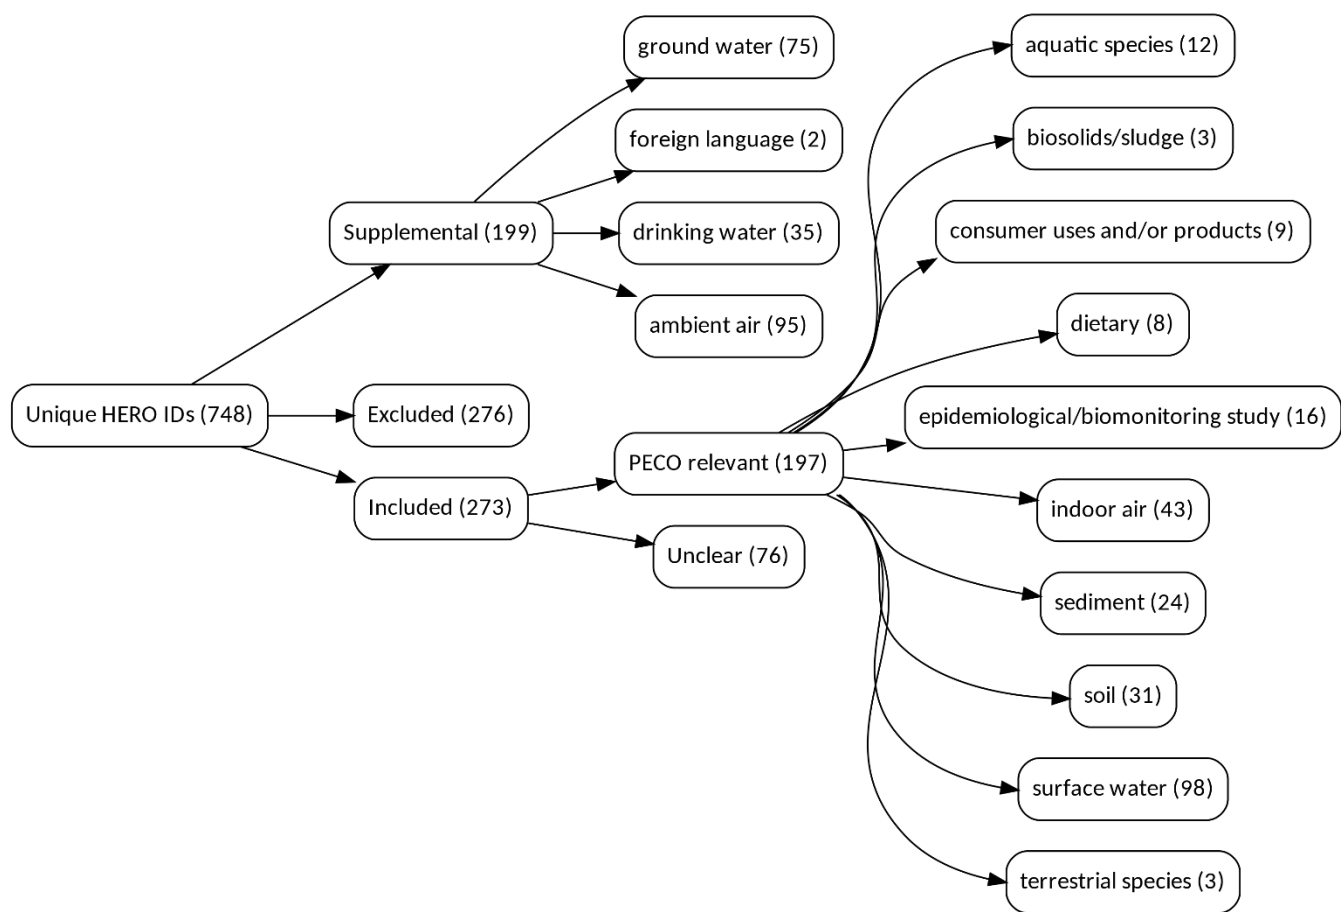 Unique HERO IDs (748)
Supplemental (199)
Excluded (276)
Included (273)
ground water (75)
foreign language (2)
drinking water (35)
ambient air (95)
PECO relevant (197)
Unclear (76)
aquatic species (12)
biosolids/sludge (3)
consumer uses and/or products (9)
dietary (8)
epidemiological/biomonitoring study (16)
indoor air (43)
sediment (24)
soil (31)
surface water (98)
terrestrial species (3)